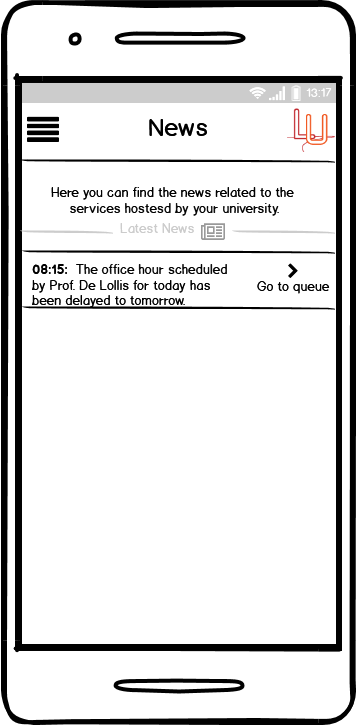 13:17
News
LU
Here you can find the news related to the
services hostesd by your university.
Latest News
08:15: The office hour scheduled
by Prof. De Lollis for today has
been delayed to tomorrow.
Go to queue